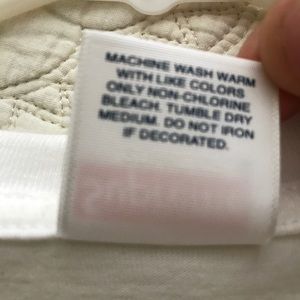 MACHINE WASH WARM
WITH LIKE COLORS
ONLY NON-CHLORINE
BLEACH. TUMBLE DRY
MEDIUM. DO NOT IRON
IF DECORATED.